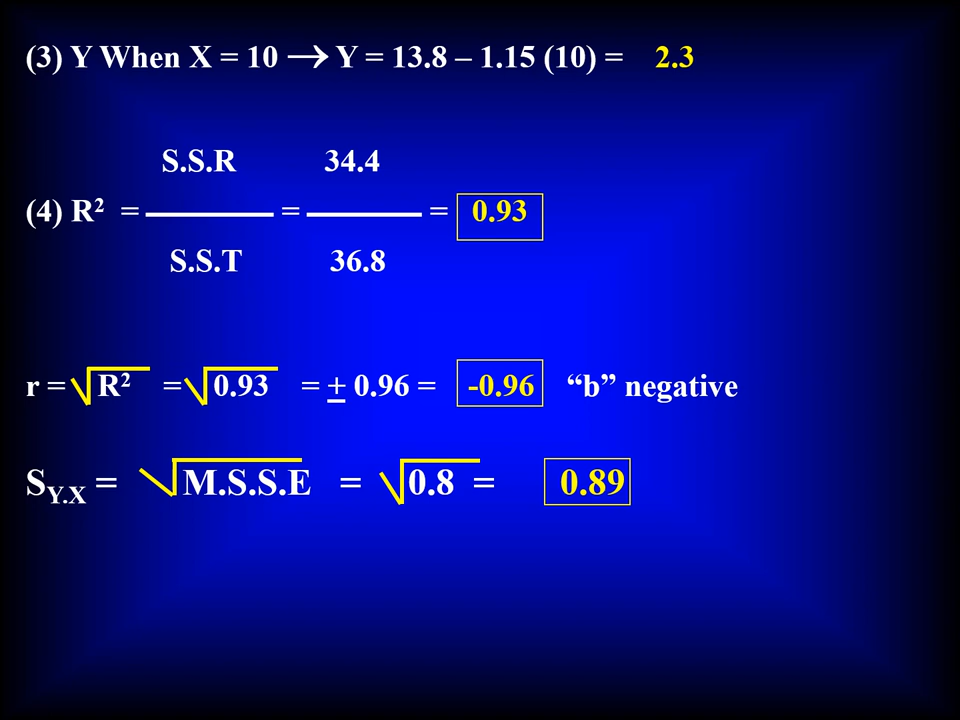 (3) Y When X = 10 → Y = 13.8 – 1.15 (10) = 2.3
S.S.R 34.4
(4) R² = = = 0.93
S.S.T 36.8
r = √R² = √0.93 = ± 0.96 = -0.96 “b” negative
S_Y.X = √M.S.S.E = √0.8 = 0.89